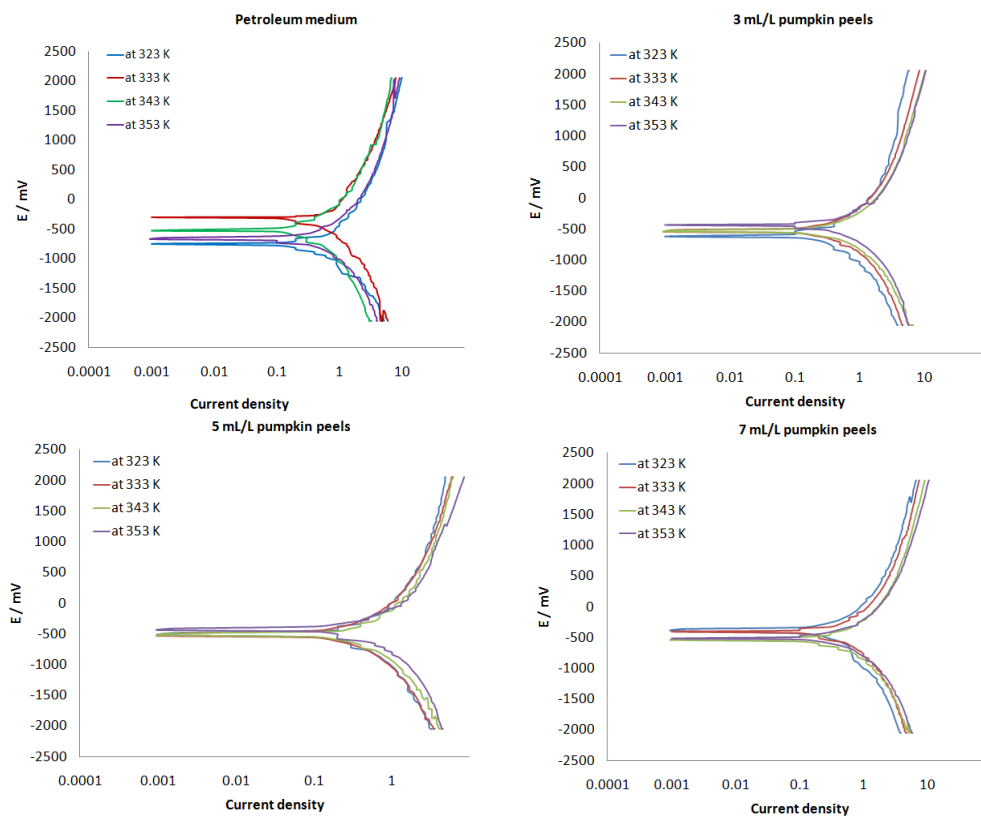 Petroleum medium
at 323 K
at 333 K
at 343 K
at 353 K
2500
2000
1500
1000
500
0
-500
-1000
-1500
-2000
-2500
E / mV
0.0001
0.001
0.01
0.1
1
10
Current density
3 mL/L pumpkin peels
at 323 K
at 333 K
at 343 K
at 353 K
2500
2000
1500
1000
500
0
-500
-1000
-1500
-2000
-2500
E / mV
0.0001
0.001
0.01
0.1
1
10
Current density
5 mL/L pumpkin peels
at 323 K
at 333 K
at 343 K
at 353 K
2500
2000
1500
1000
500
0
-500
-1000
-1500
-2000
-2500
E / mV
0.0001
0.001
0.01
0.1
1
Current density
7 mL/L pumpkin peels
at 323 K
at 333 K
at 343 K
at 353 K
2500
2000
1500
1000
500
0
-500
-1000
-1500
-2000
-2500
E / mV
0.0001
0.001
0.01
0.1
1
10
Current density